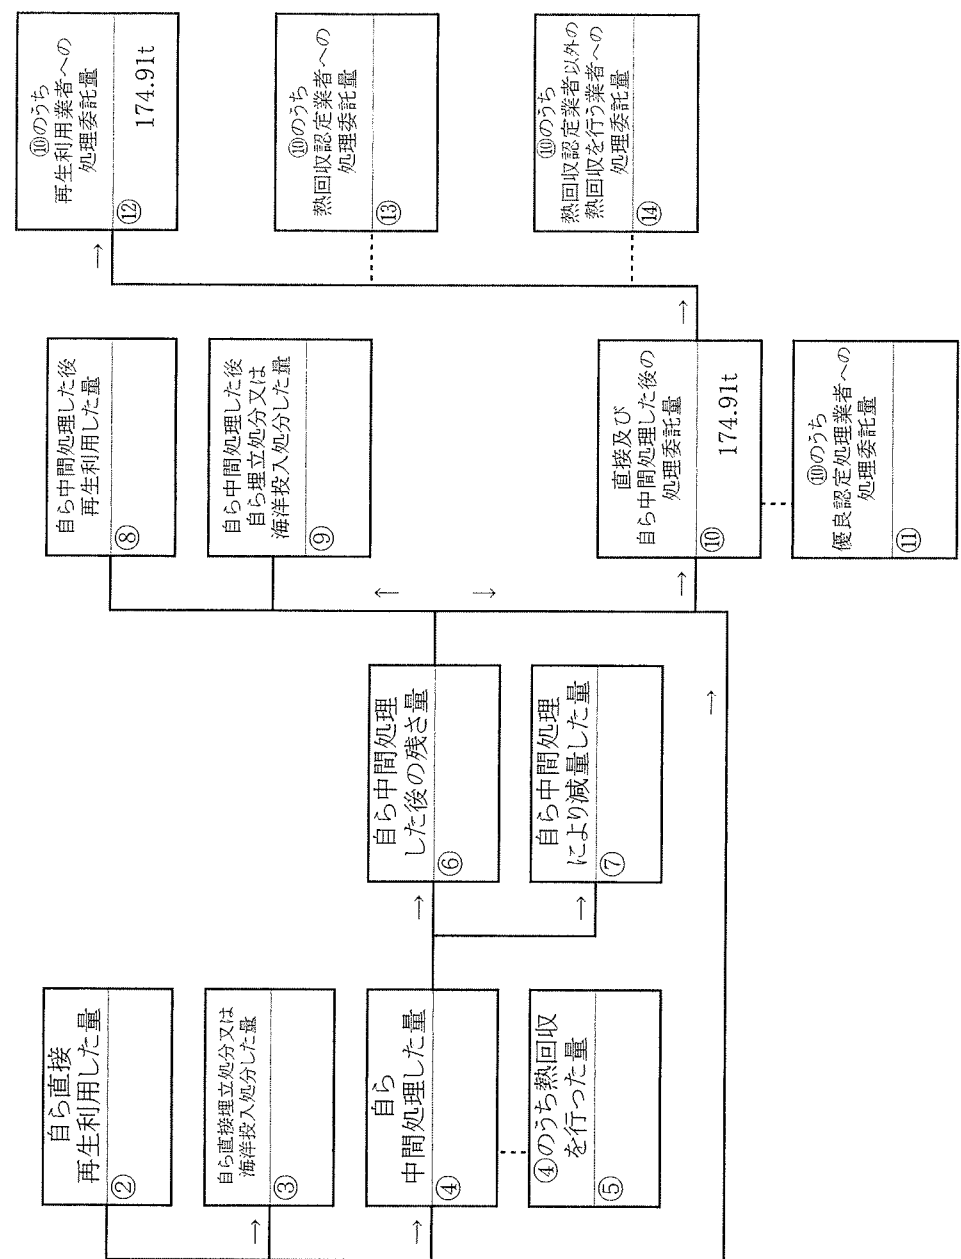 自ら直接
再生利用した量
②
自ら直接埋立処分又は
海洋投入処分した量
③
自ら
中間処理した量
④
④のうち熱回収
を行った量
⑤
自ら中間処理
した後の残さ量
⑥
自ら中間処理
により減量した量
⑦
自ら中間処理した後
再生利用した量
⑧
自ら中間処理した後
自ら埋立処分又は
海洋投入処分した量
⑨
直接及び
自ら中間処理した後の
処理委託量
⑩
174.91t
⑩のうち
優良認定処理業者への
処理委託量
⑪
⑩のうち
再生利用業者への
処理委託量
⑫
174.91t
⑩のうち
熱回収認定業者への
処理委託量
⑬
⑩のうち
熱回収認定業者以外の
熱回収を行う業者への
処理委託量
⑭